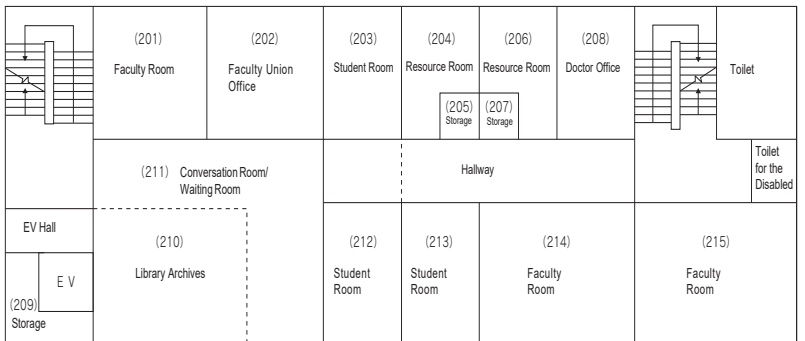 (201)
Faculty Room
(202)
Faculty Union
Office
(203)
Student Room
(204)
Resource Room
(206)
Resource Room
(208)
Doctor Office
Toilet
(205)
Storage
(207)
Storage
(211) Conversation Room/
Waiting Room
Hallway
Toilet
for the
Disabled
EV Hall
E V
(209)
Storage
(210)
Library Archives
(212)
Student
Room
(213)
Student
Room
(214)
Faculty
Room
(215)
Faculty
Room